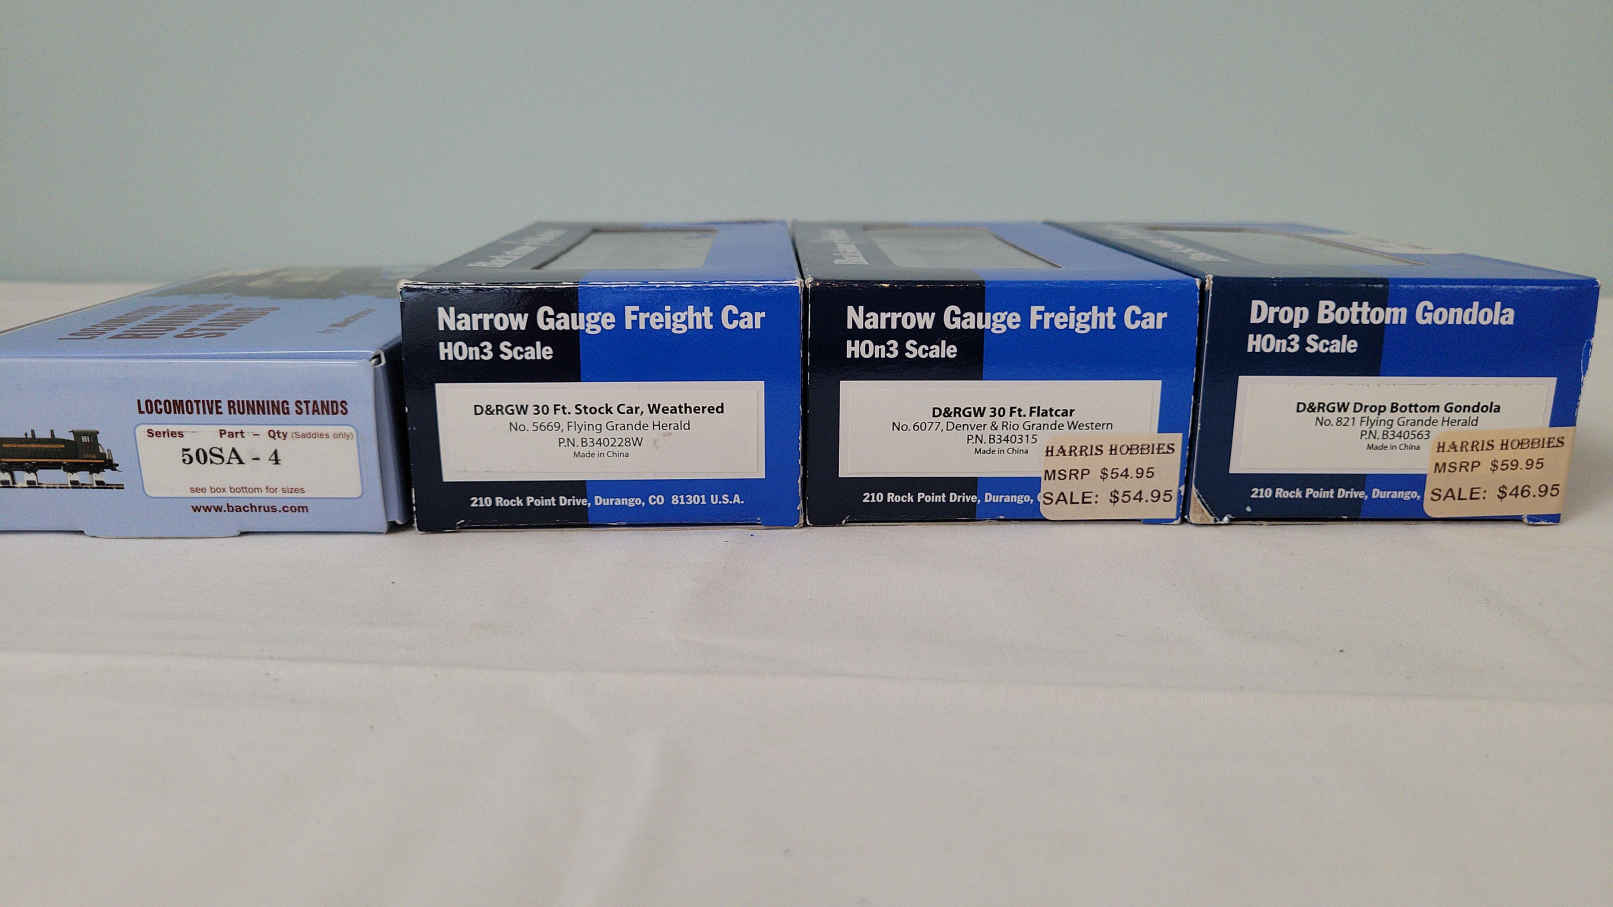 LOCOMOTIVE
RUNNING
STANDS
LOCOMOTIVE RUNNING STANDS
Series Part - Qty (Saddles only)
50SA - 4
see box bottom for sizes
www.bachrus.com
Narrow Gauge Freight Car
HOn3 Scale
D&RGW 30 Ft. Stock Car, Weathered
No. 5669, Flying Grande Herald
P.N. B340228W
Made in China
210 Rock Point Drive, Durango, CO 81301 U.S.A.
Narrow Gauge Freight Car
HOn3 Scale
D&RGW 30 Ft. Flatcar
No. 6077, Denver & Rio Grande Western
P.N. B340315
Made in China
210 Rock Point Drive, Durango,
HARRIS HOBBIES
MSRP $54.95
SALE: $54.95
Drop Bottom Gondola
HOn3 Scale
D&RGW Drop Bottom Gondola
No. 821 Flying Grande Herald
P.N. B340563
Made in China
210 Rock Point Drive, Durango,
HARRIS HOBBIES
MSRP $59.95
SALE: $46.95